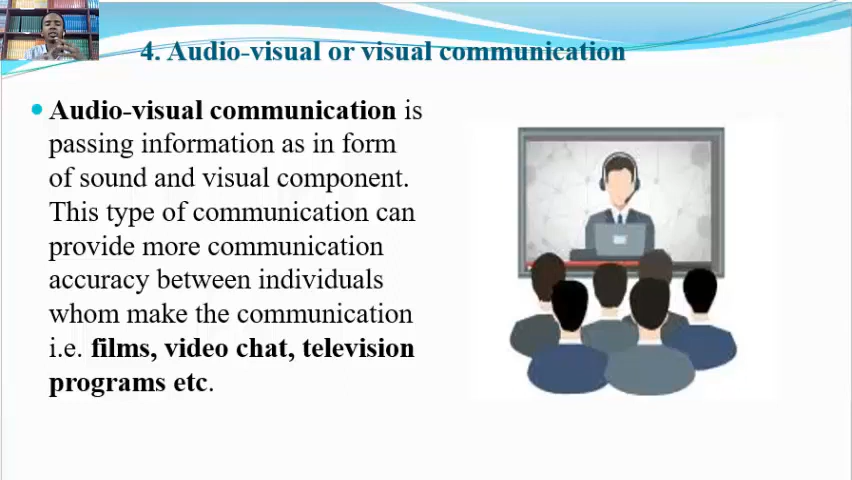 4. Audio-visual or visual communication
Audio-visual communication is
passing information as in form
of sound and visual component.
This type of communication can
provide more communication
accuracy between individuals
whom make the communication
i.e. films, video chat, television
programs etc.